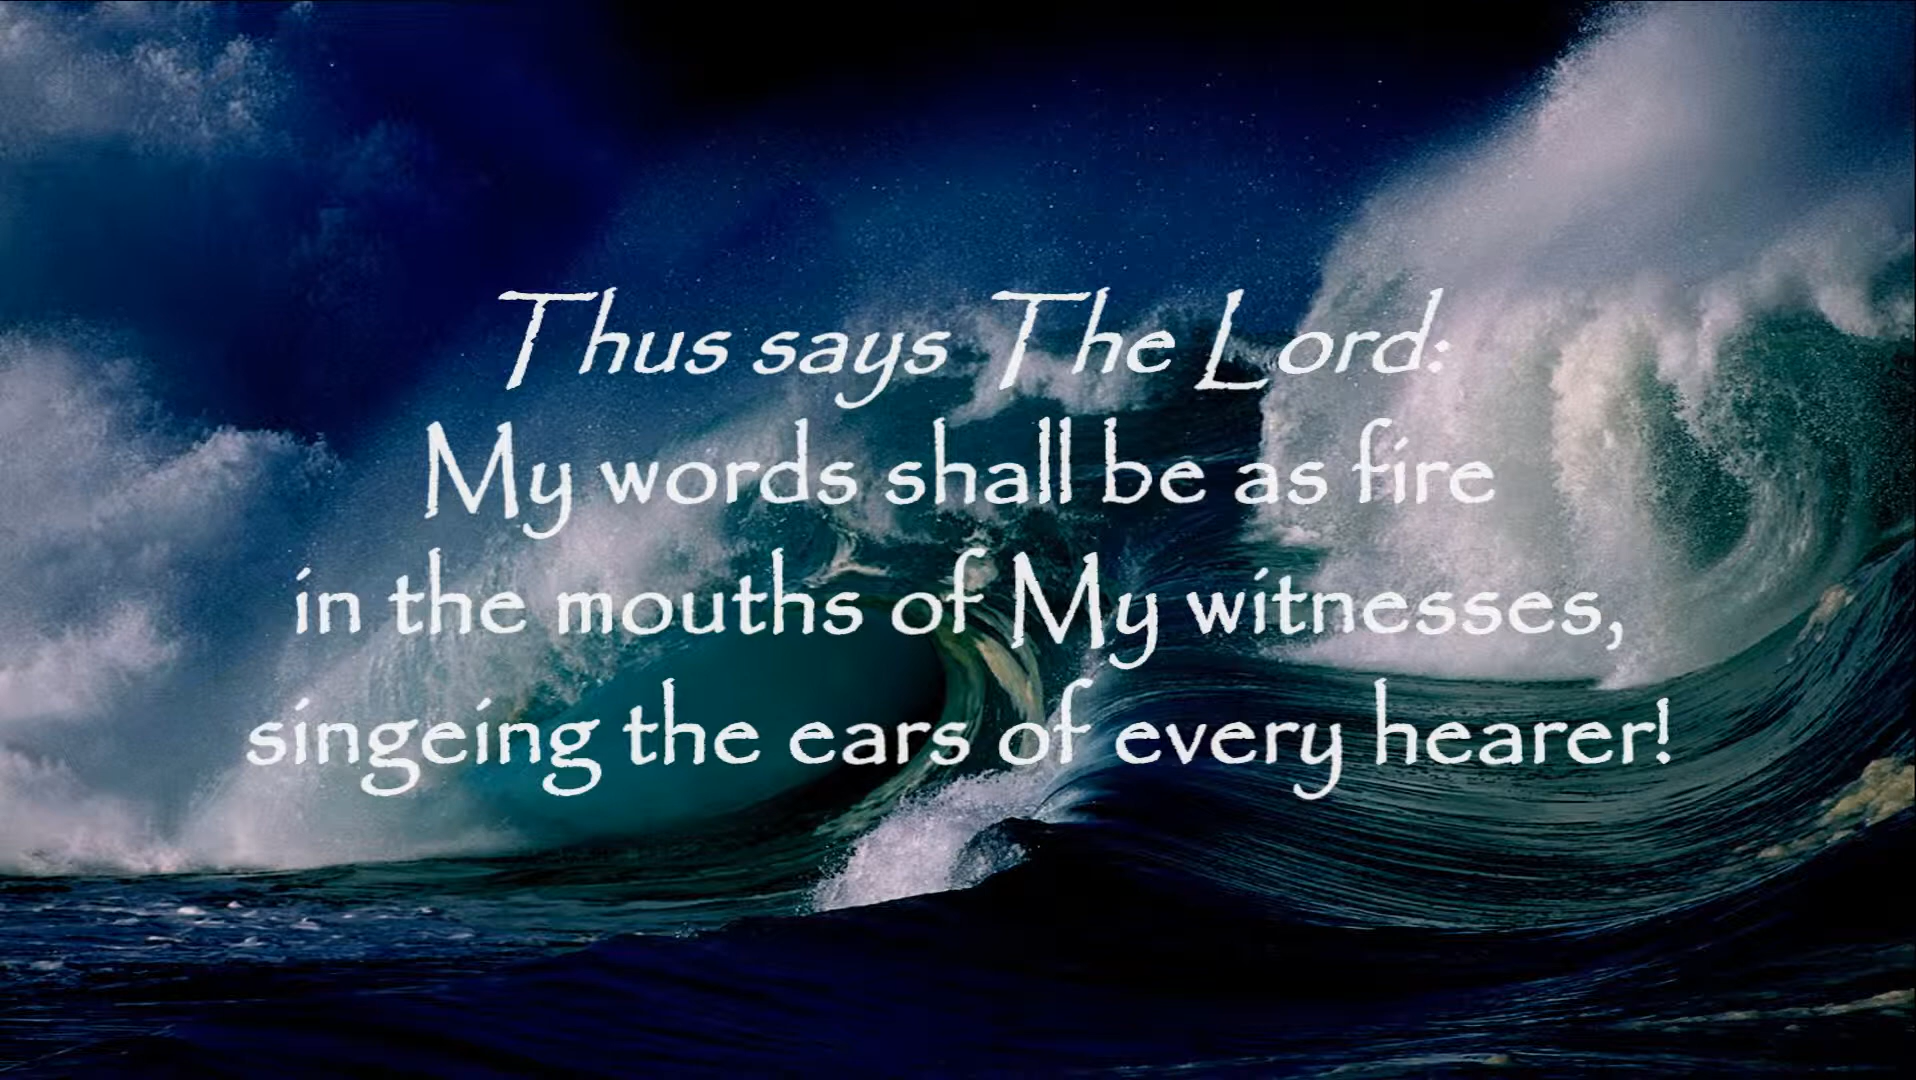 Thus says The Lord:
My words shall be as fire
in the mouths of My witnesses,
singeing the ears of every hearer!